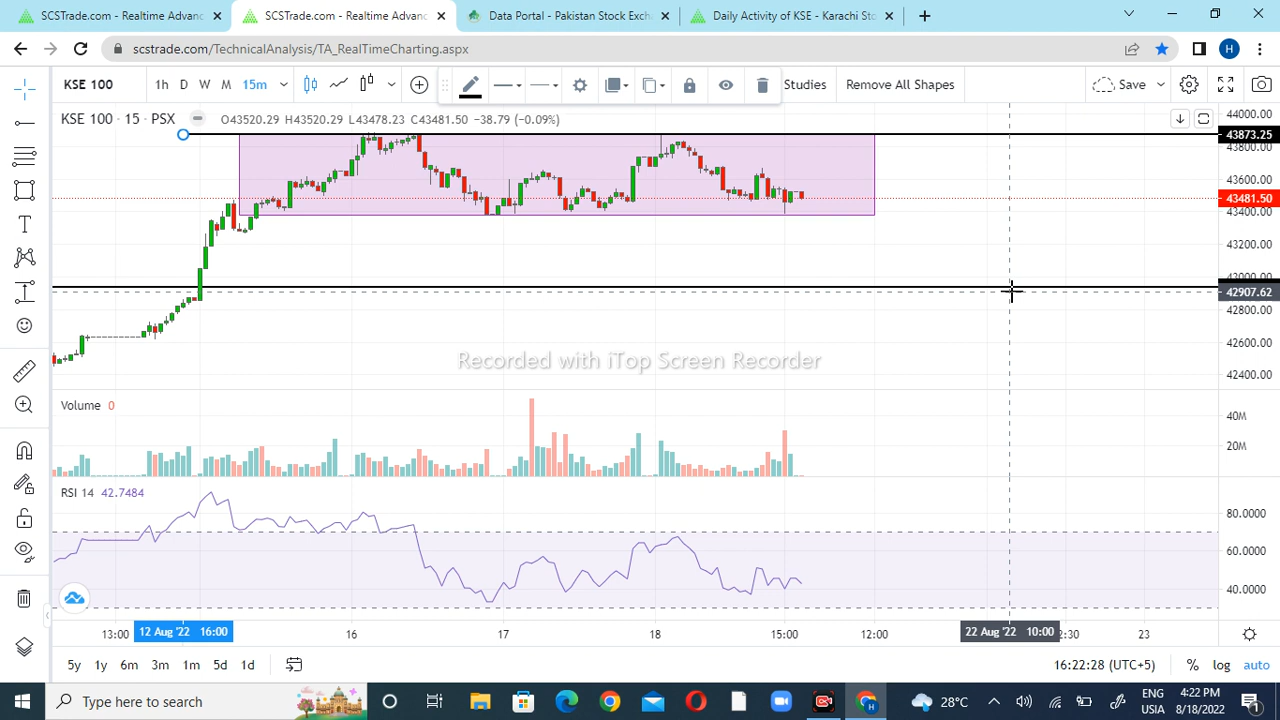 SCSTrade.com - Realtime Advanc
SCSTrade.com - Realtime Advanc
Data Portal - Pakistan Stock Exch
Daily Activity of KSE - Karachi Sto
scstrade.com/TechnicalAnalysis/TA_RealTimeCharting.aspx
H
KSE 100
1h D W M 15m
Studies
Remove All Shapes
Save
KSE 100 - 15 - PSX
O43520.29 H43520.29 L43478.23 C43481.50 −38.79 (−0.09%)
44000.00
43873.25
43800.00
43600.00
43481.50
43400.00
43200.00
43000.00
42907.62
42800.00
42600.00
42400.00
Recorded with iTop Screen Recorder
Volume 0
40M
20M
RSI 14 42.7484
80.0000
60.0000
40.0000
13:00
12 Aug '22 16:00
16
17
18
15:00
12:00
22 Aug '22 10:00
2:30
23
5y 1y 6m 3m 1m 5d 1d
16:22:28 (UTC+5)
% log auto
Type here to search
28°C
ENG
USIA
4:22 PM
8/18/2022
1